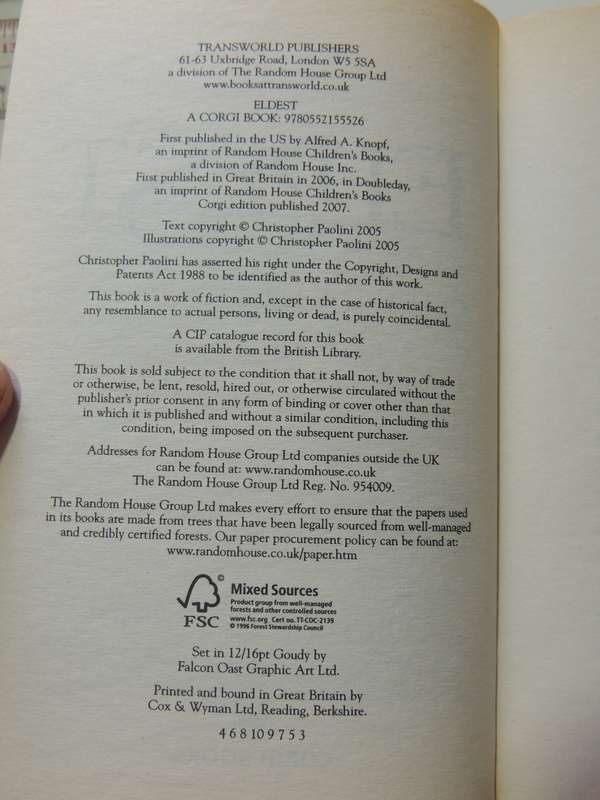 TRANSWORLD PUBLISHERS
61-63 Uxbridge Road, London W5 5SA
a division of The Random House Group Ltd
www.booksattransworld.co.uk
ELDEST
A CORGI BOOK: 9780552155526
First published in the US by Alfred A. Knopf,
an imprint of Random House Children's Books,
a division of Random House Inc.
First published in Great Britain in 2006, in Doubleday,
an imprint of Random House Children's Books
Corgi edition published 2007.
Text copyright © Christopher Paolini 2005
Illustrations copyright © Christopher Paolini 2005
Christopher Paolini has asserted his right under the Copyright, Designs and
Patents Act 1988 to be identified as the author of this work.
This book is a work of fiction and, except in the case of historical fact,
any resemblance to actual persons, living or dead, is purely coincidental.
A CIP catalogue record for this book
is available from the British Library.
This book is sold subject to the condition that it shall not, by way of trade
or otherwise, be lent, resold, hired out, or otherwise circulated without the
publisher's prior consent in any form of binding or cover other than that
in which it is published and without a similar condition, including this
condition, being imposed on the subsequent purchaser.
Addresses for Random House Group Ltd companies outside the UK
can be found at: www.randomhouse.co.uk
The Random House Group Ltd Reg. No. 954009.
The Random House Group Ltd makes every effort to ensure that the papers used
in its books are made from trees that have been legally sourced from well-managed
and credibly certified forests. Our paper procurement policy can be found at:
www.randomhouse.co.uk/paper.htm
©
FSC
Mixed Sources
Product group from well-managed
forests and other controlled sources
www.fsc.org Cert no. TT-COC-2139
© 1996 Forest Stewardship Council
Set in 12/16pt Goudy by
Falcon Oast Graphic Art Ltd.
Printed and bound in Great Britain by
Cox & Wyman Ltd, Reading, Berkshire.
4 6 8 10 9 7 5 3